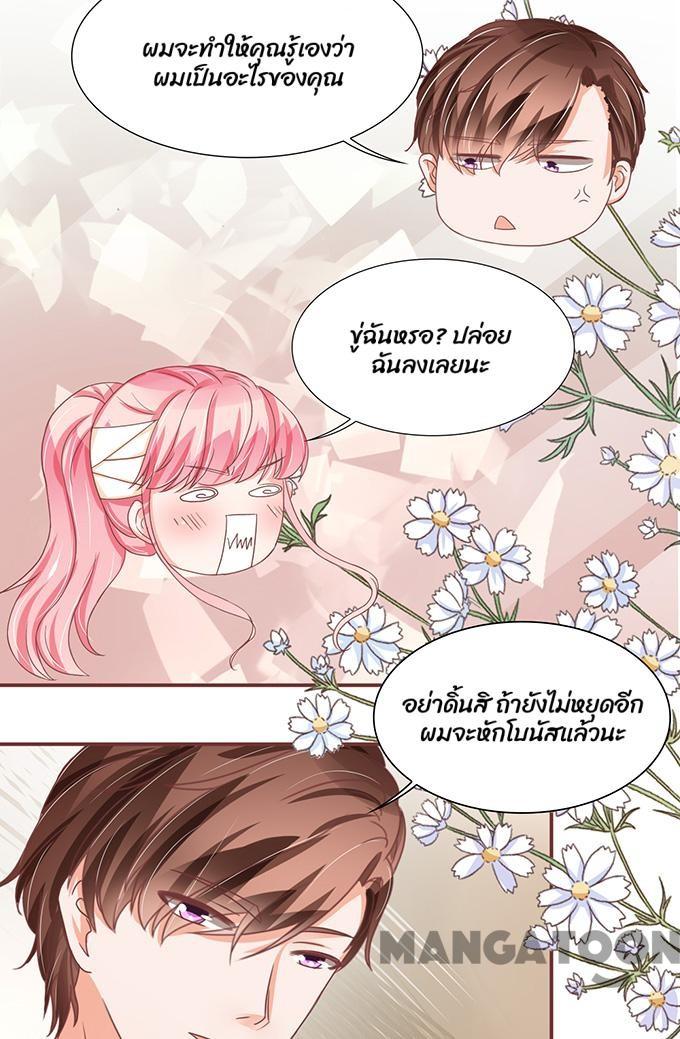 ผมจะทำให้คุณรู้เองว่า
ผมเป็นอะไรของคุณ
ขู่ฉันหรอ? ปล่อย
ฉันลงเลยนะ
อย่าดิ้นสิ ถ้ายังไม่หยุดอีก
ผมจะหักโบนัสแล้วนะ
MANGATOON